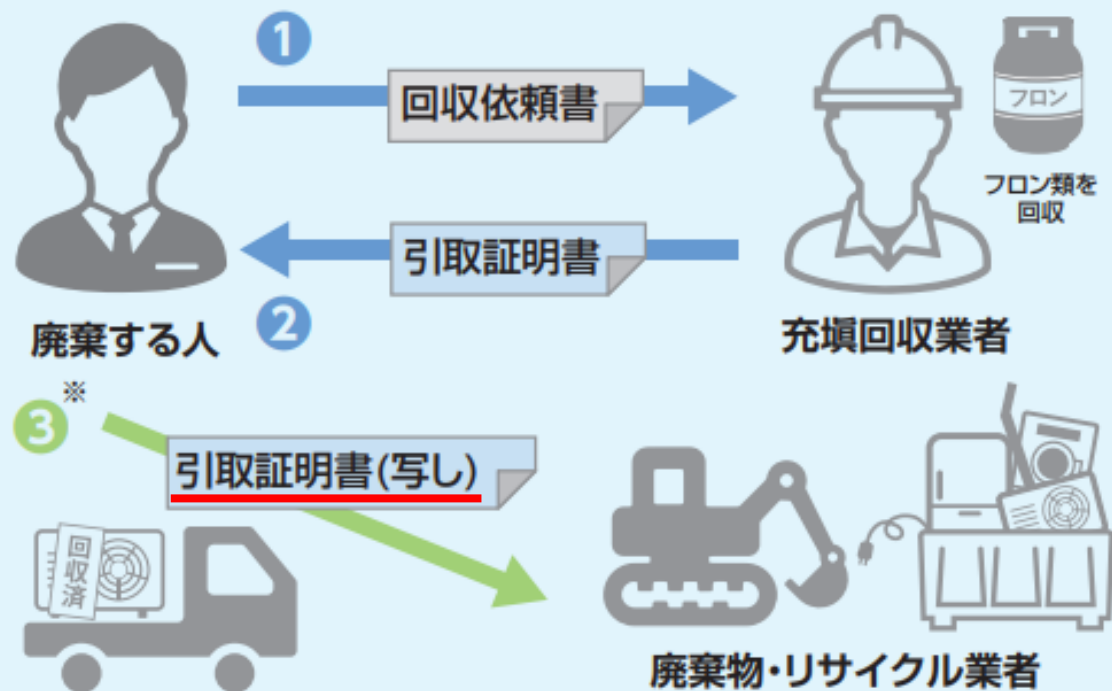 1
回収依頼書
フロン
フロン類を
回収
引取証明書
2
廃棄する人
充塡回収業者
3※
引取証明書(写し)
回収済
廃棄物・リサイクル業者